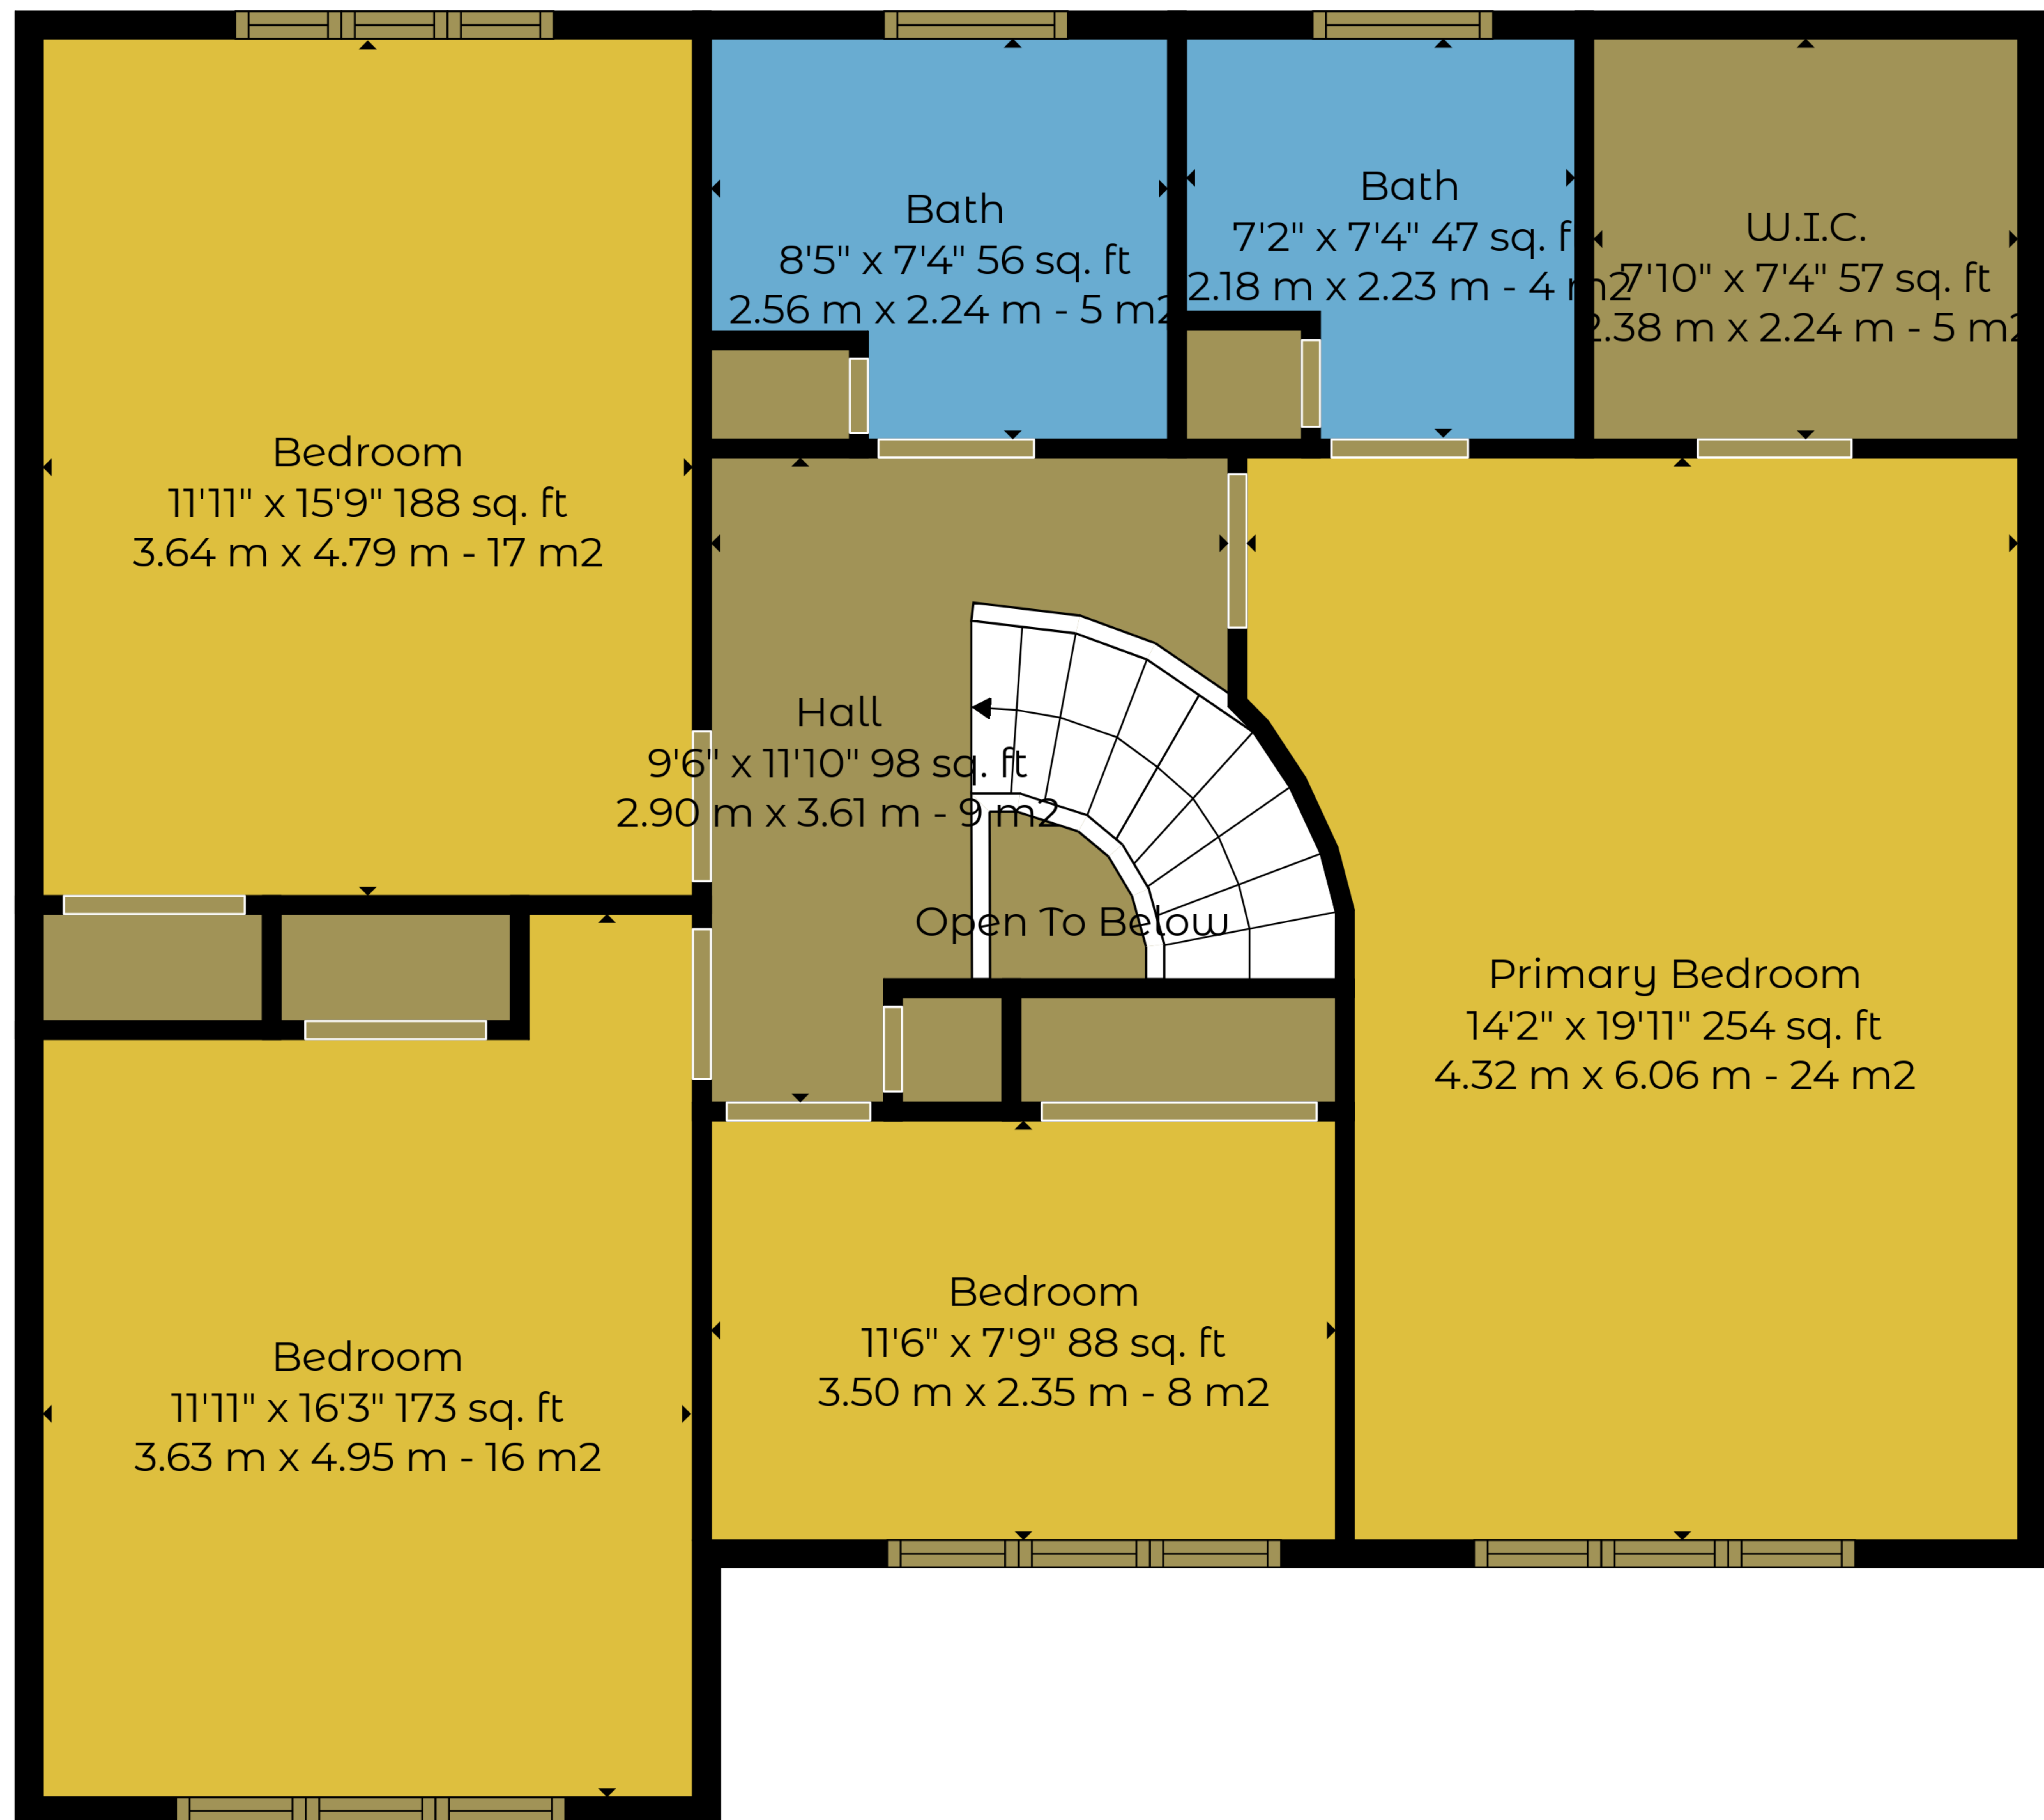 Bath
8'5" x 7'4" 56 sq. ft
2.56 m x 2.24 m - 5 m2
Bath
7'2" x 7'4" 47 sq. f
2.18 m x 2.23 m - 4 m2
W.I.C.
7'10" x 7'4" 57 sq. ft
2.38 m x 2.24 m - 5 m2
Bedroom
11'11" x 15'9" 188 sq. ft
3.64 m x 4.79 m - 17 m2
Hall
9'6" x 11'10" 98 sq. ft
2.90 m x 3.61 m - 9 m2
Open To Below
Primary Bedroom
14'2" x 19'11" 254 sq. ft
4.32 m x 6.06 m - 24 m2
Bedroom
11'6" x 7'9" 88 sq. ft
3.50 m x 2.35 m - 8 m2
Bedroom
11'11" x 16'3" 173 sq. ft
3.63 m x 4.95 m - 16 m2